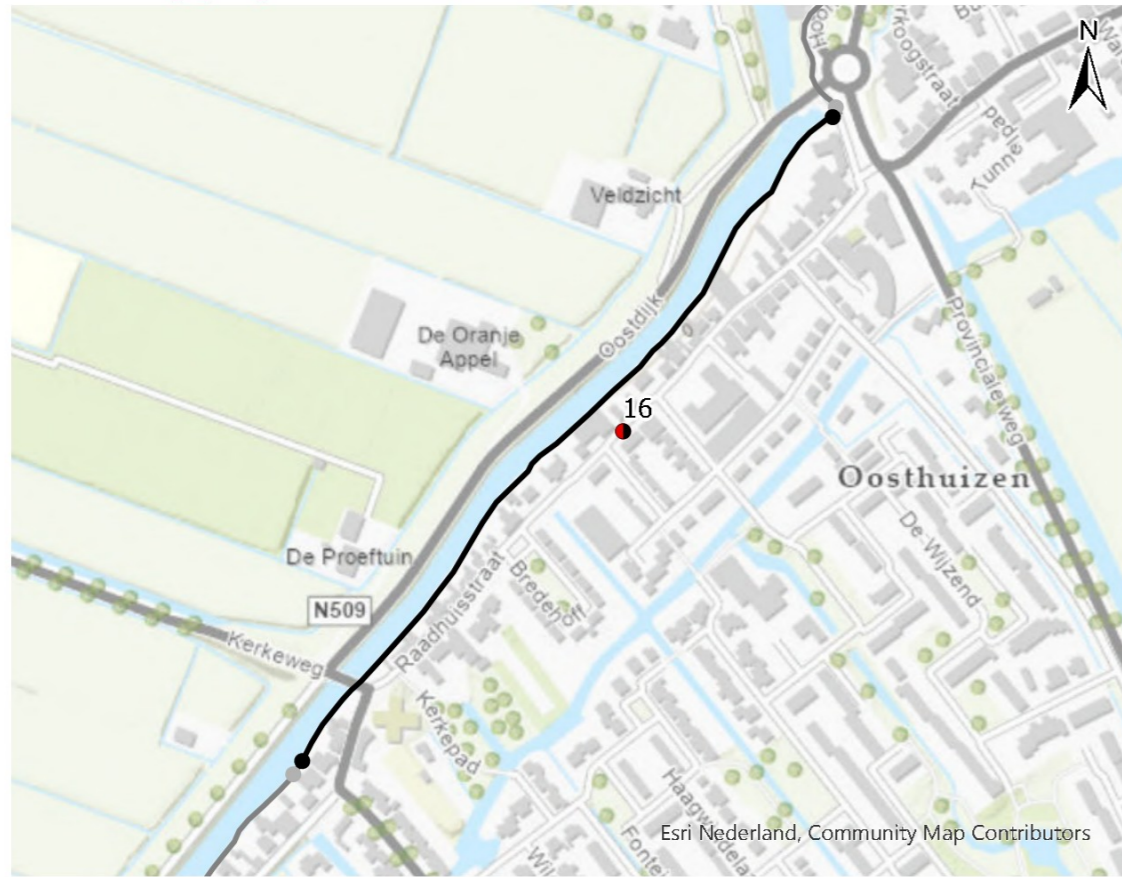 N
Veldzicht
Tunnelpad
De Oranje
Appel
Oostdijk
Provincialeweg
16
Oosthuizen
De Proeftuin
De Wijzend
Bredehoff
Raadhuisstraat
N509
Kerkeweg
Kerkepad
Esri Nederland, Community Map Contributors